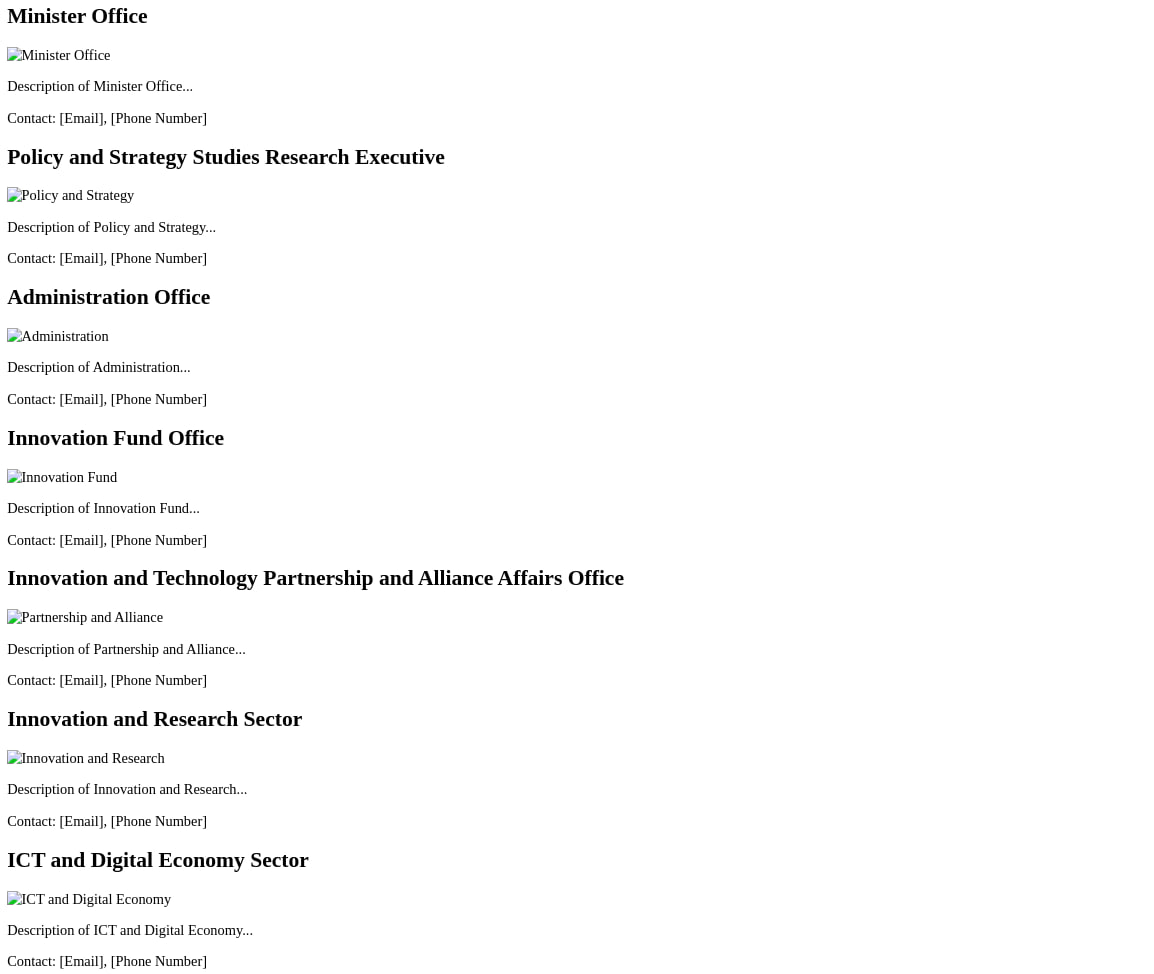 Minister Office
Minister Office
Description of Minister Office...
Contact: [Email], [Phone Number]
Policy and Strategy Studies Research Executive
Policy and Strategy
Description of Policy and Strategy...
Contact: [Email], [Phone Number]
Administration Office
Administration
Description of Administration...
Contact: [Email], [Phone Number]
Innovation Fund Office
Innovation Fund
Description of Innovation Fund...
Contact: [Email], [Phone Number]
Innovation and Technology Partnership and Alliance Affairs Office
Partnership and Alliance
Description of Partnership and Alliance...
Contact: [Email], [Phone Number]
Innovation and Research Sector
Innovation and Research
Description of Innovation and Research...
Contact: [Email], [Phone Number]
ICT and Digital Economy Sector
ICT and Digital Economy
Description of ICT and Digital Economy...
Contact: [Email], [Phone Number]